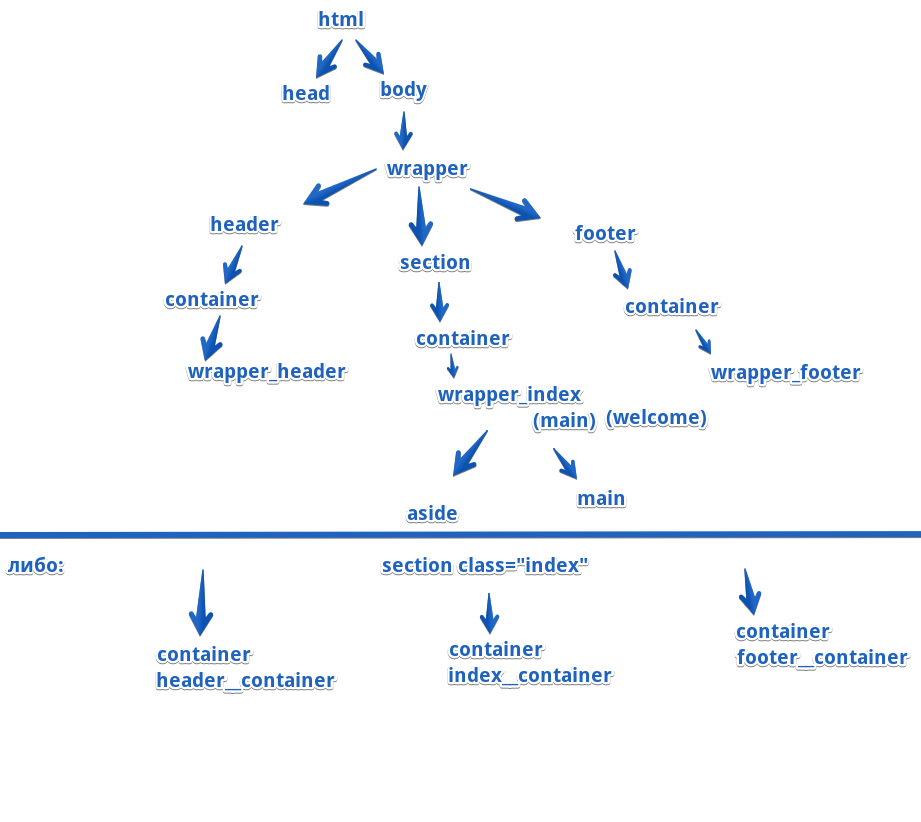 html
head
body
wrapper
header
section
footer
container
container
container
wrapper_header
wrapper_index
wrapper_footer
(main) (welcome)
aside
main
либо:
section class="index"
container
header__container
container
index__container
container
footer__container